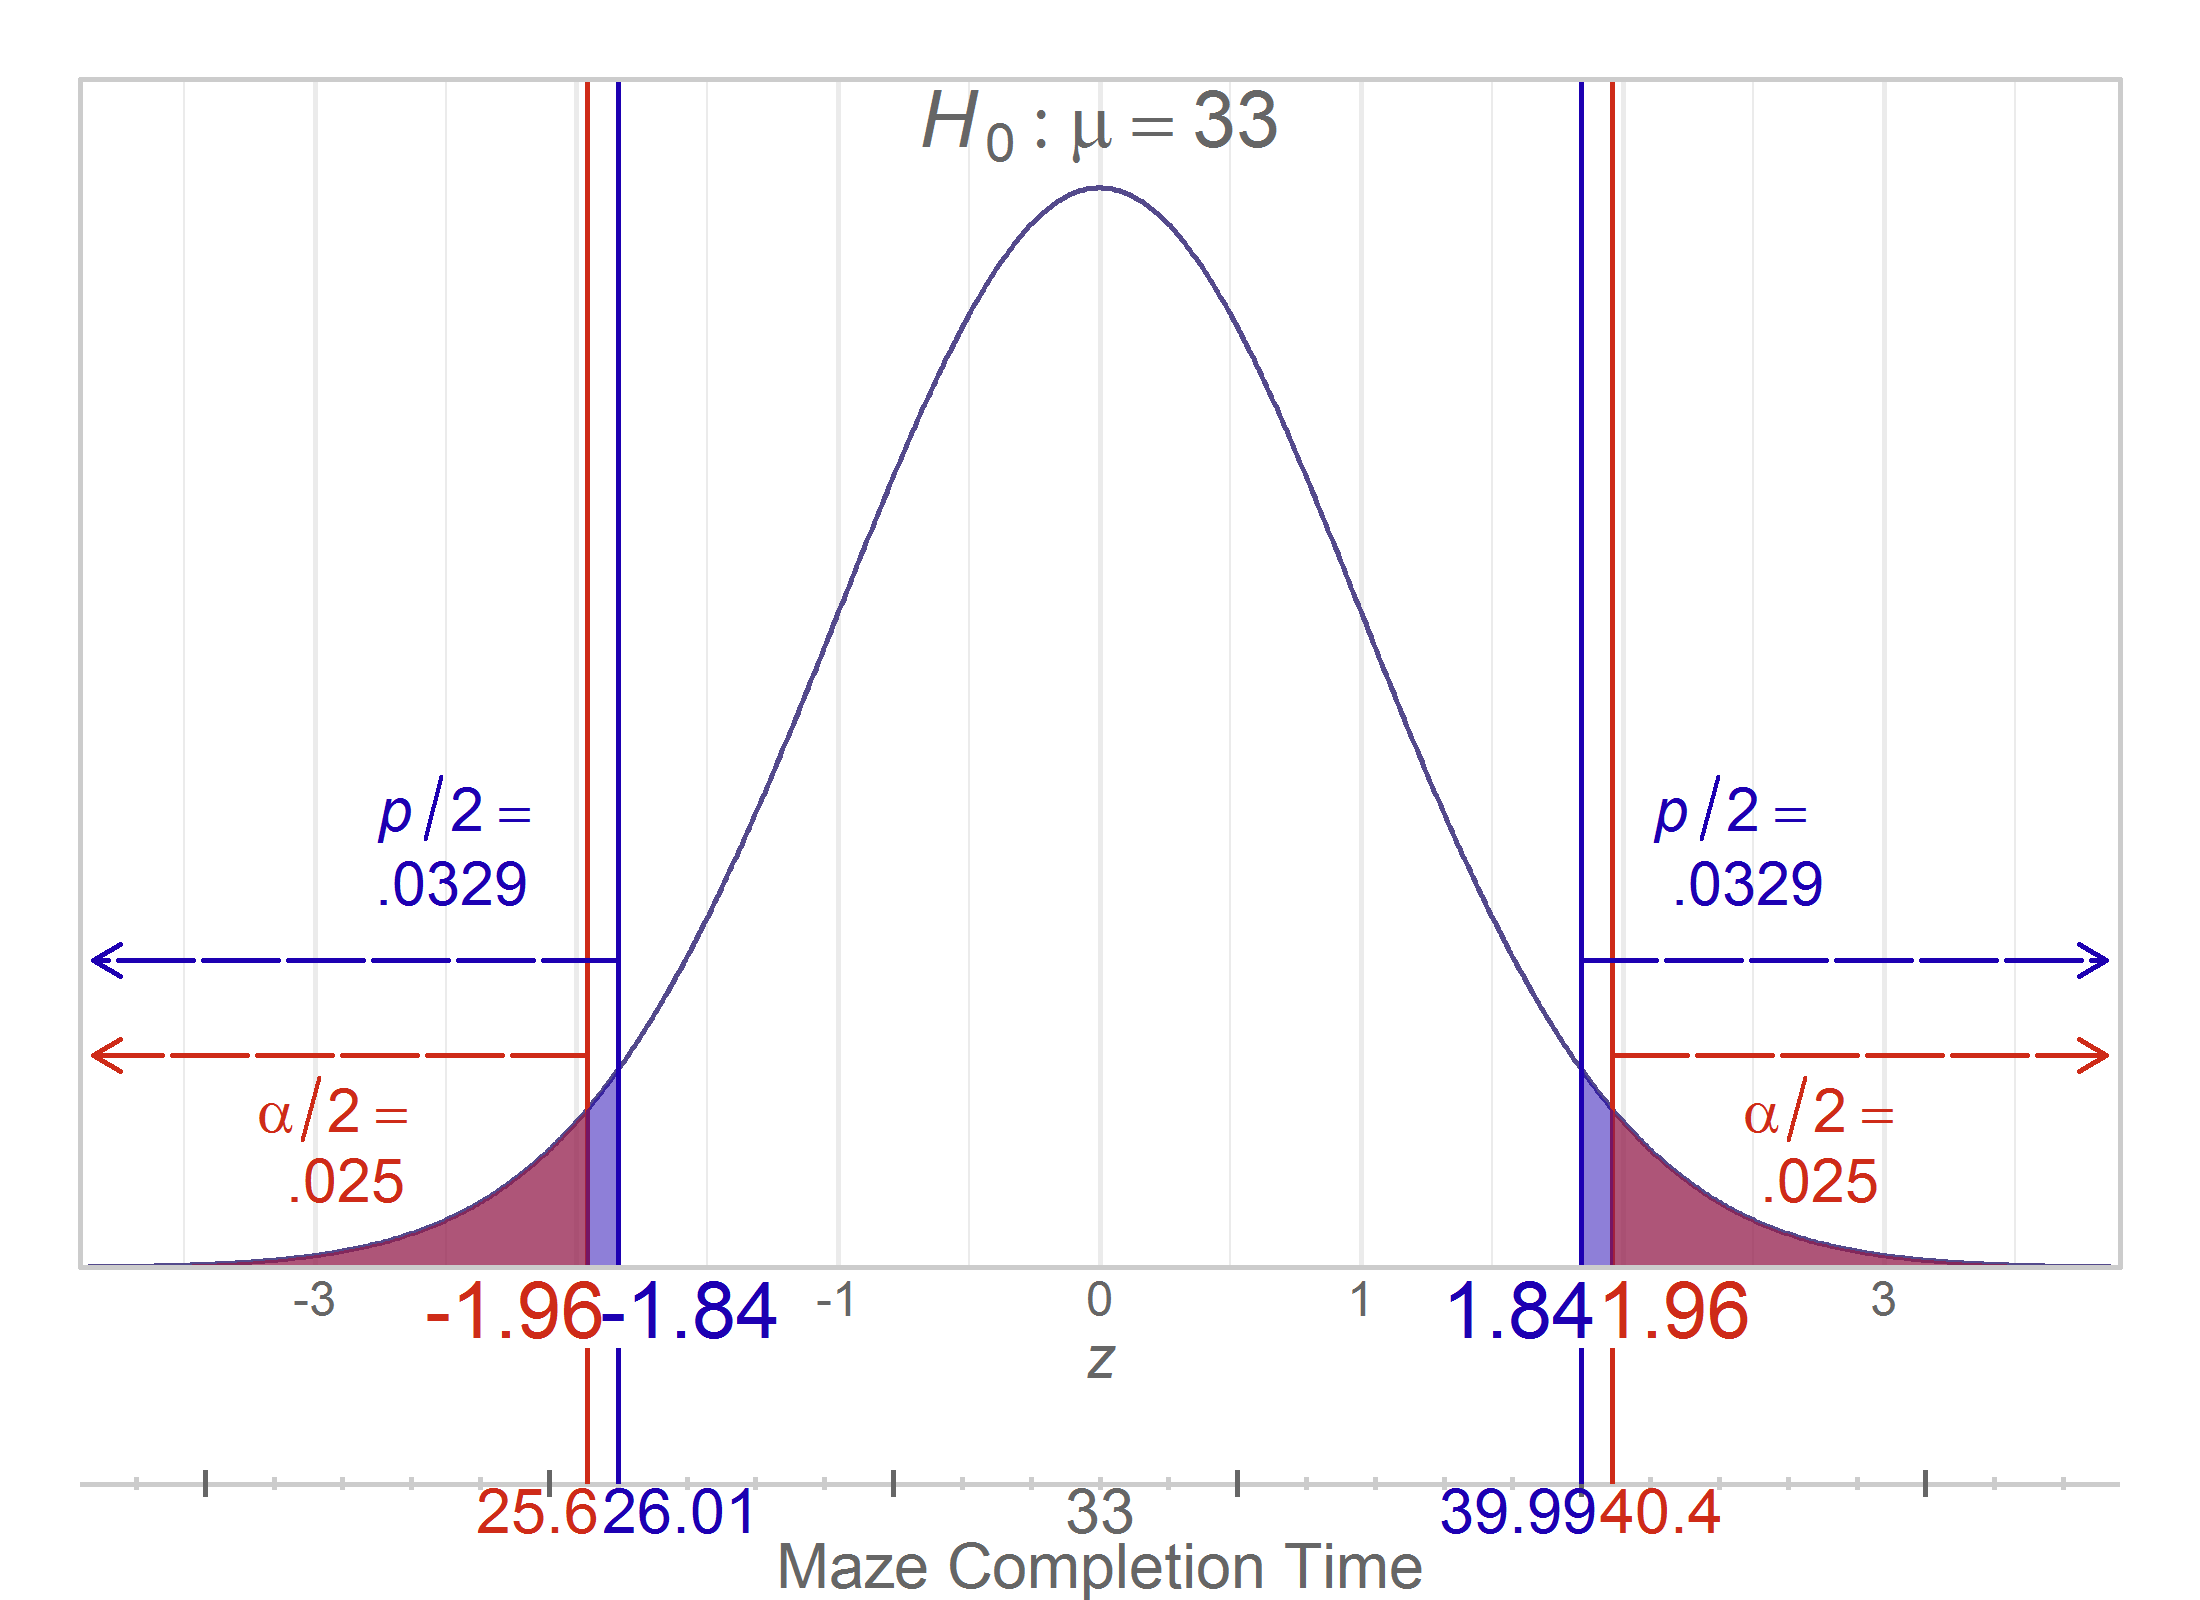 H0 : μ = 33
p/2 =
.0329
p/2 =
.0329
α/2 =
.025
α/2 =
.025
-3 -1.96 -1.84 -1 0 1 1.84 1.96 3
z
25.6 26.01 33 39.99 40.4
Maze Completion Time